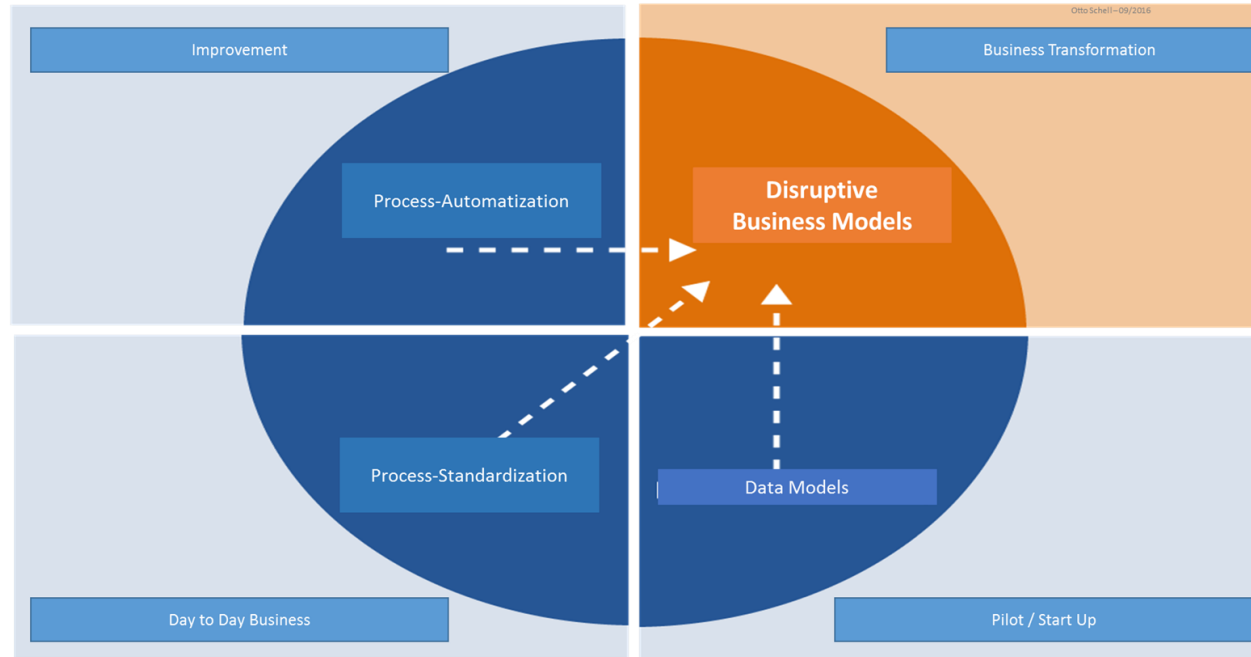 Otto Schell–09/2016
Improvement
Business Transformation
Process-Automatization
Disruptive
Business Models
Process-Standardization
Data Models
Day to Day Business
Pilot / Start Up